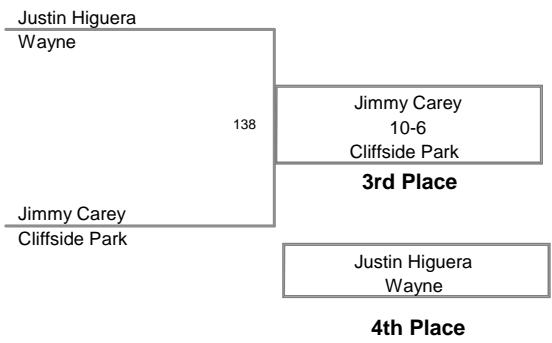 Justin Higuera
Wayne
138
Jimmy Carey
10-6
Cliffside Park
3rd Place
Jimmy Carey
Cliffside Park
Justin Higuera
Wayne
4th Place